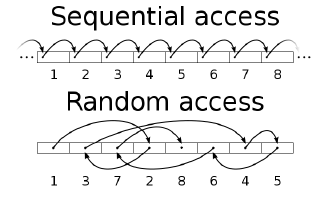 Sequential access
... ...
1 2 3 4 5 6 7 8
Random access
1 3 7 2 8 6 4 5